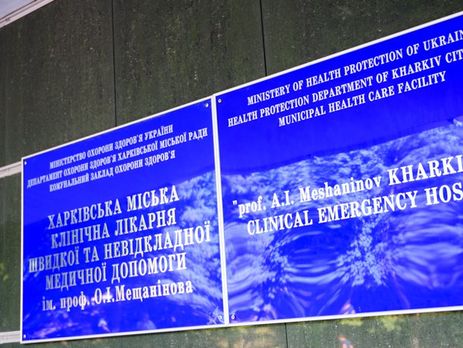 МІНІСТЕРСТВО ОХОРОНИ ЗДОРОВ'Я УКРАЇНИ
ДЕПАРТАМЕНТ ОХОРОНИ ЗДОРОВ'Я ХАРКІВСЬКОЇ МІСЬКОЇ РАДИ
КОМУНАЛЬНИЙ ЗАКЛАД ОХОРОНИ ЗДОРОВ'Я
ХАРКІВСЬКА МІСЬКА
КЛІНІЧНА ЛІКАРНЯ
ШВИДКОЇ ТА НЕВІДКЛАДНОЇ
МЕДИЧНОЇ ДОПОМОГИ
ім. проф. О.І.Мещанінова
MINISTRY OF HEALTH PROTECTION OF UKRAI
HEALTH PROTECTION DEPARTMENT OF KHARKIV CIT
MUNICIPAL HEALTH CARE FACILITY
"prof. A.I. Meshaninov KHARK
CLINICAL EMERGENCY HOS